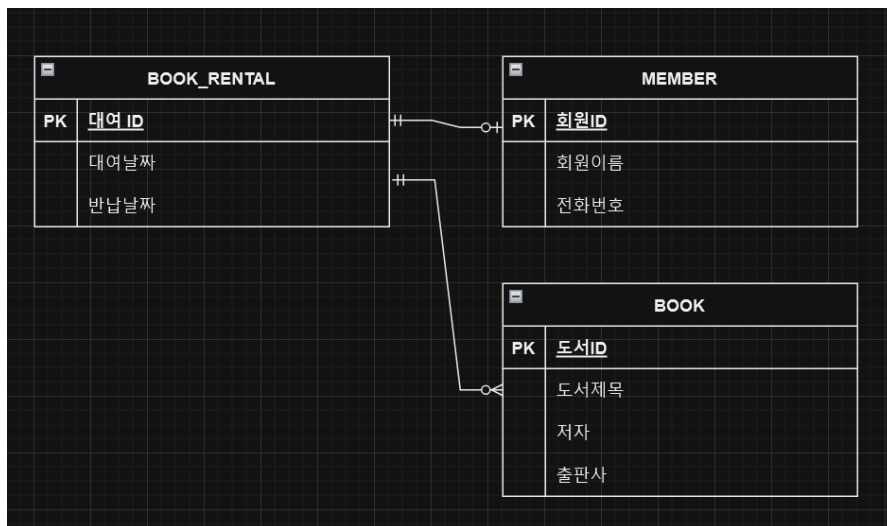 BOOK_RENTAL
PK 대여 ID
대여날짜
반납날짜
MEMBER
PK 회원ID
회원이름
전화번호
BOOK
PK 도서ID
도서제목
저자
출판사